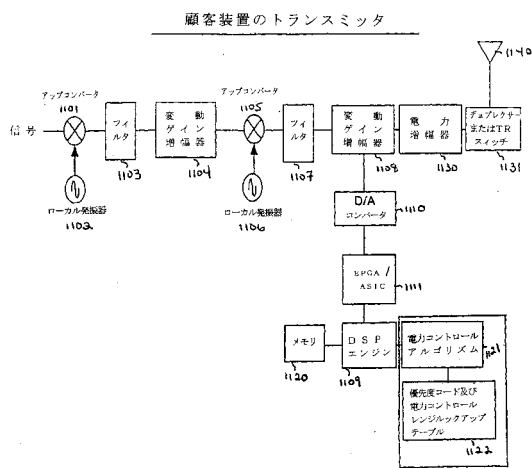 顧客装置のトランスミッタ
1140
アップコンバータ
1101
アップコンバータ
1105
信号
フィ
ルタ
変動
ゲイン
増幅器
フィ
ルタ
変動
ゲイン
増幅器
電力
増幅器
デュプレクサー
またはTR
スイッチ
1103
1104
1107
1108
1130
1131
ローカル発振器
1102
ローカル発振器
1106
D/A
コンバータ
1110
EPGA/
ASIC
1111
メモリ
1120
DSP
エンジン
1109
電力コントロール
アルゴリズム
1121
優先度コード及び
電力コントロール
レンジルックアップ
テーブル
1122